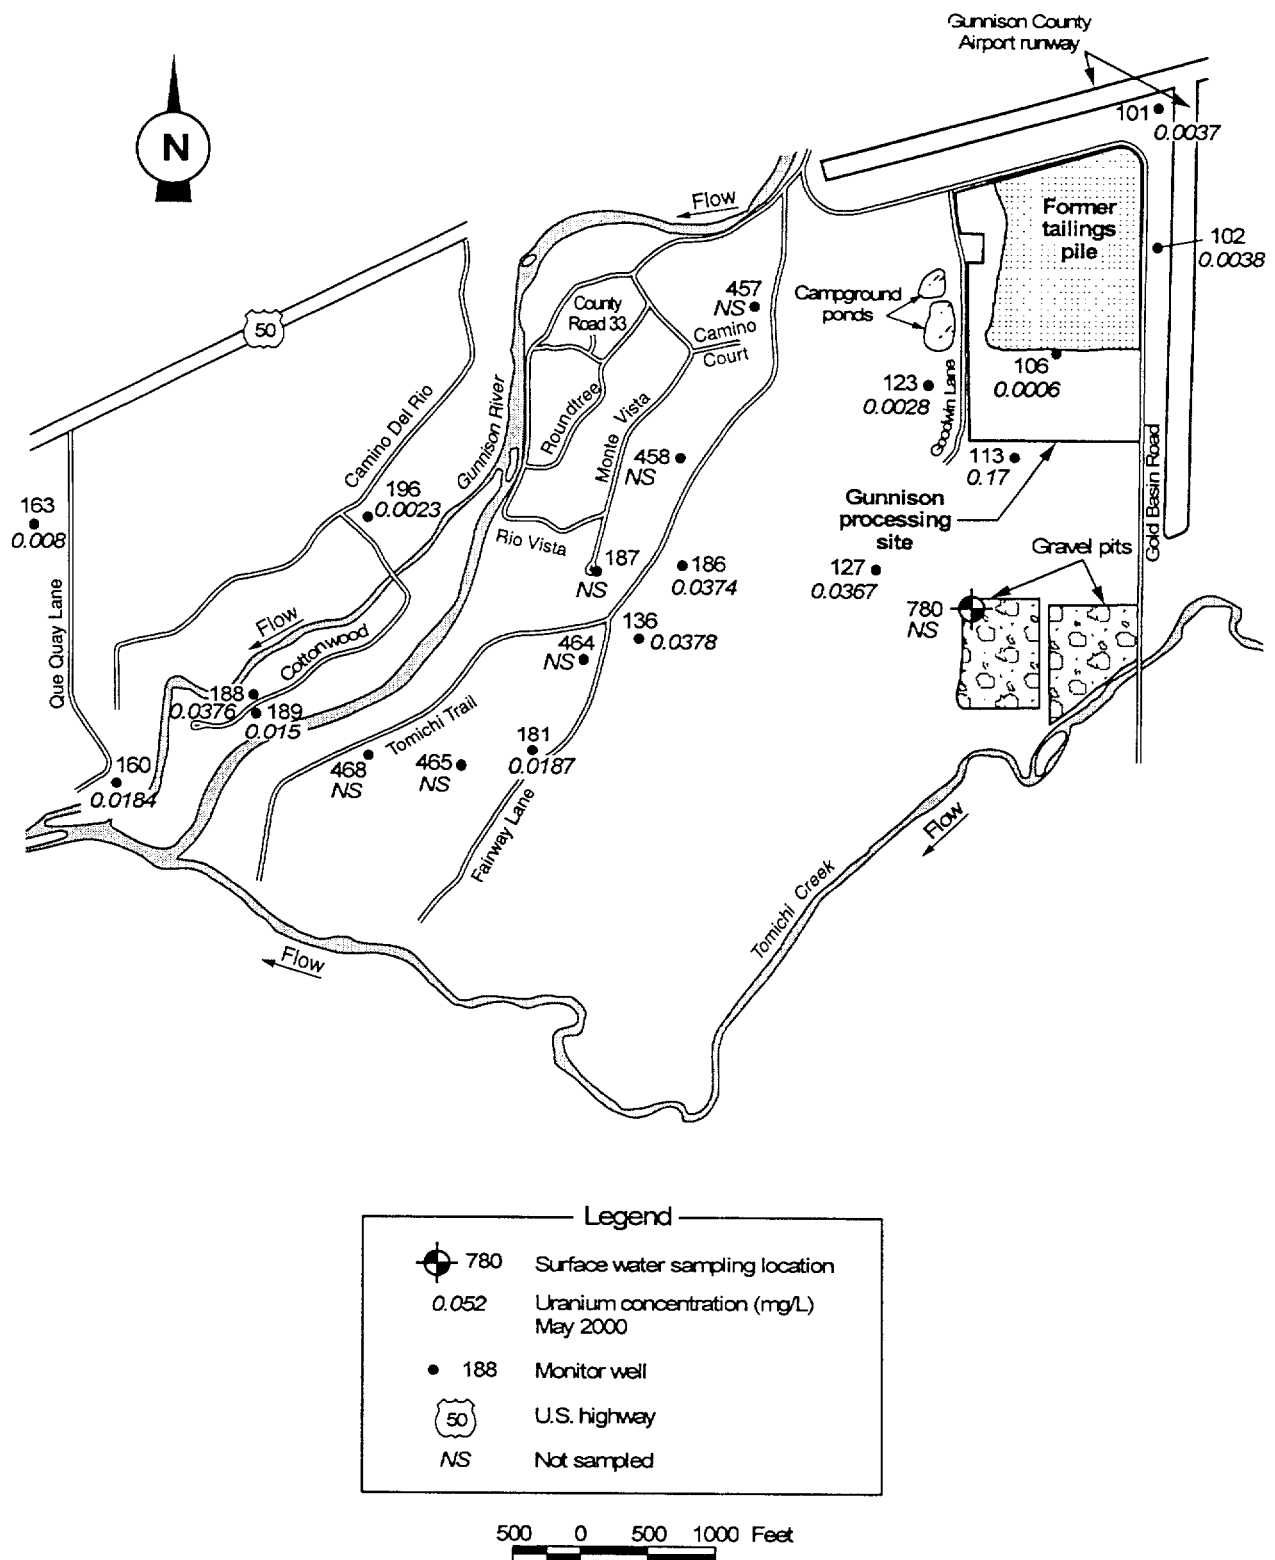 Gunnison County
Airport runway
N
101
0.0037
Flow
Former
tailings
pile
102
0.0038
457
NS
Campground
ponds
County
Road 33
50
Camino
Court
106
0.0006
123
0.0028
Goodwin Lane
Gunnison River
Camino Del Rio
Roundtree
Monte Vista
458
NS
113
0.17
Gold Basin Road
163
0.008
196
0.0023
Gunnison
processing
site
Rio Vista
Gravel pits
187
NS
186
0.0374
127
0.0367
780
NS
Que Quay Lane
Flow
Cottonwood
136
0.0378
464
NS
188
0.0376
189
0.015
Tomichi Trail
181
0.0187
468
NS
465
NS
160
0.0184
Fairway Lane
Flow
Tomichi Creek
Flow
Legend
780 Surface water sampling location
0.052 Uranium concentration (mg/L)
May 2000
188 Monitor well
50 U.S. highway
NS Not sampled
500 0 500 1000 Feet